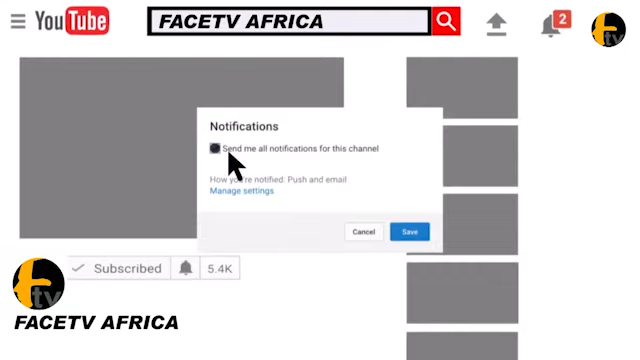 YouTube
FACETV AFRICA
2
tv
Notifications
Send me all notifications for this channel
How you're notified: Push and email
Manage settings
Cancel
Save
Subscribed
5.4K
tv
FACETV AFRICA